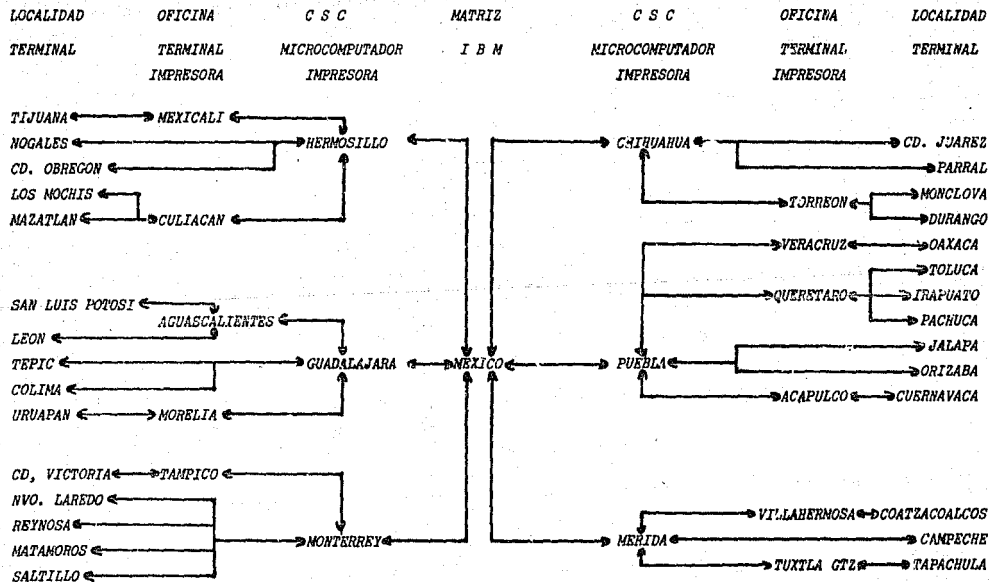 LOCALIDAD OFICINA C S C MATRIZ C S C OFICINA LOCALIDAD
TERMINAL TERMINAL MICROCOMPUTADOR I B M MICROCOMPUTADOR TERMINAL TERMINAL
IMPRESORA IMPRESORA IMPRESORA IMPRESORA
TIJUANA MEXICALI
NOGALES HERMOSILLO CHIHUAHUA CD. JUAREZ
CD. OBREGON PARRAL
LOS MOCHIS MONCLOVA
TORREON
MAZATLAN CULIACAN DURANGO
VERACRUZ OAXACA
TOLUCA
SAN LUIS POTOSI QUERETARO IRAPUATO
AGUASCALIENTES PACHUCA
LEON JALAPA
TEPIC GUADALAJARA MEXICO PUEBLA
ORIZABA
COLIMA
URUAPAN MORELIA ACAPULCO CUERNAVACA
CD, VICTORIA TAMPICO
NVO. LAREDO
VILLAHERMOSA COATZACOALCOS
REYNOSA
MONTERREY MERIDA CAMPECHE
MATAMOROS
TUXTLA GTZ TAPACHULA
SALTILLO